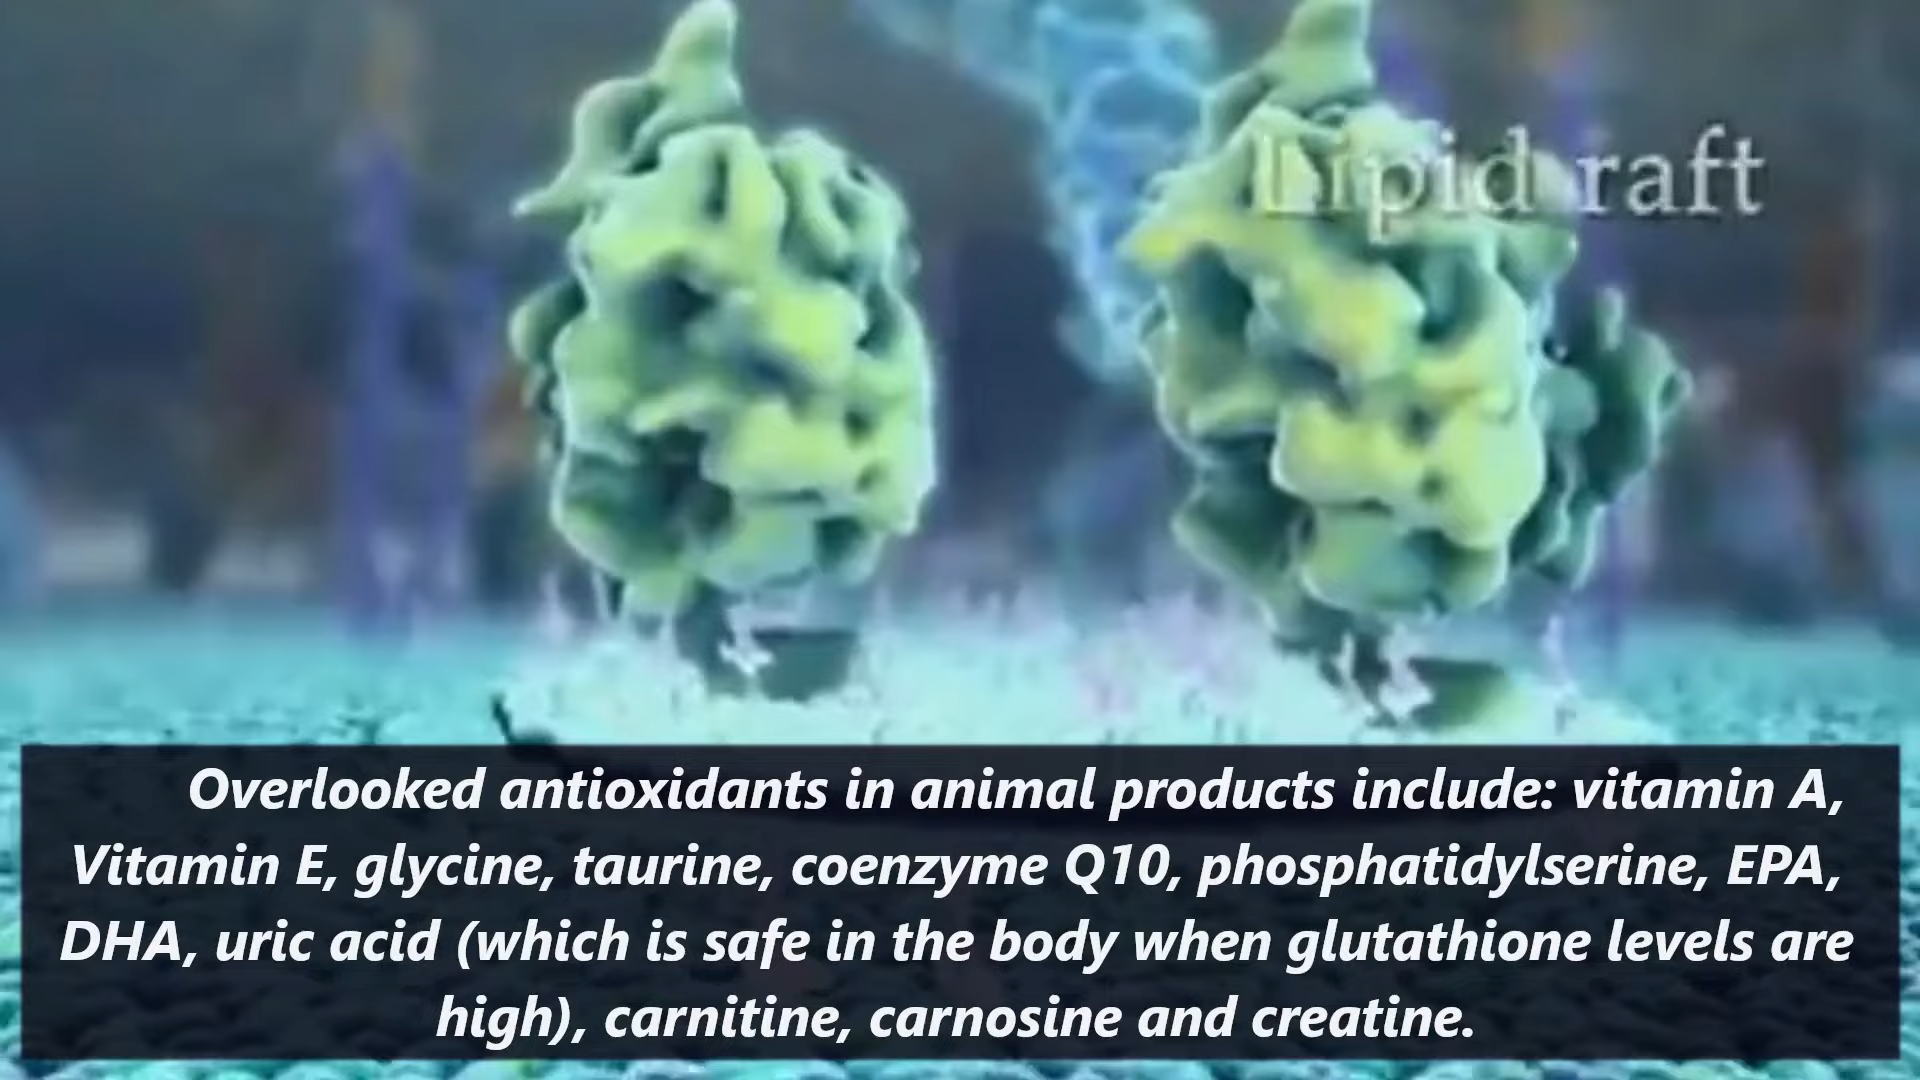 Lipid raft
Overlooked antioxidants in animal products include: vitamin A,
Vitamin E, glycine, taurine, coenzyme Q10, phosphatidylserine, EPA,
DHA, uric acid (which is safe in the body when glutathione levels are
high), carnitine, carnosine and creatine.